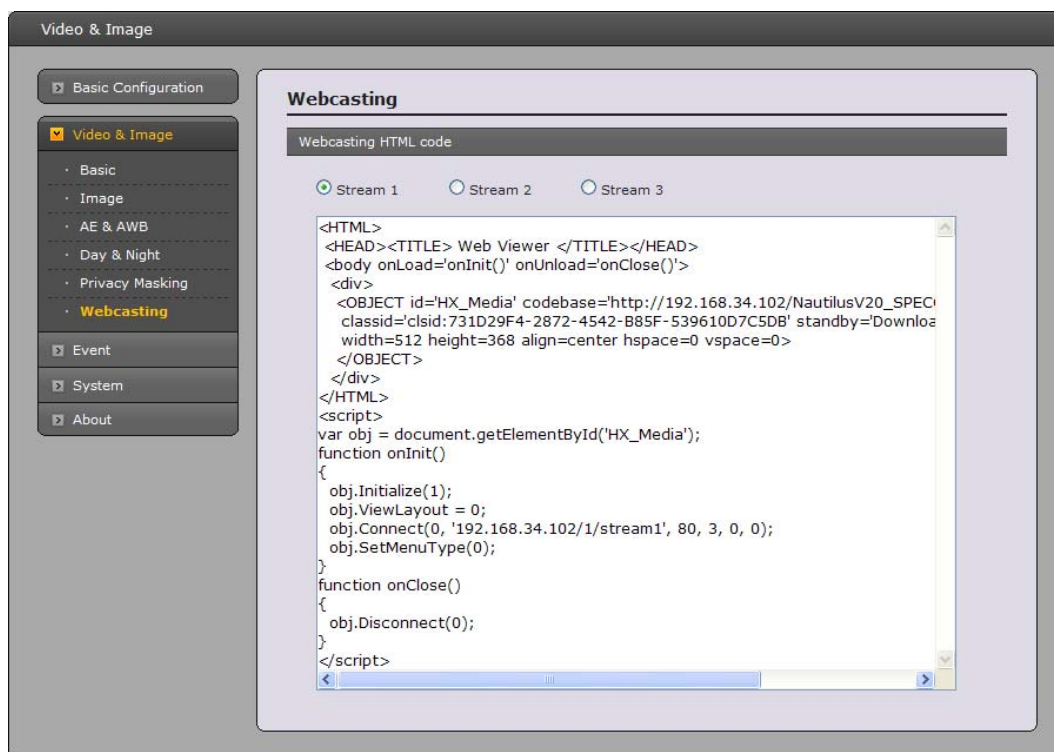 Video & Image
Basic Configuration
Video & Image
· Basic
· Image
· AE & AWB
· Day & Night
· Privacy Masking
· Webcasting
Event
System
About
Webcasting
Webcasting HTML code
Stream 1 Stream 2 Stream 3
<HTML>
<HEAD><TITLE> Web Viewer </TITLE></HEAD>
<body onLoad='onInit()' onUnload='onClose()'>
<div>
<OBJECT id='HX_Media' codebase='http://192.168.34.102/NautilusV20_SPEC
classid='clsid:731D29F4-2872-4542-B85F-539610D7C5DB' standby='Downloa
width=512 height=368 align=center hspace=0 vspace=0>
</OBJECT>
</div>
</HTML>
<script>
var obj = document.getElementById('HX_Media');
function onInit()
{
obj.Initialize(1);
obj.ViewLayout = 0;
obj.Connect(0, '192.168.34.102/1/stream1', 80, 3, 0, 0);
obj.SetMenuType(0);
}
function onClose()
{
obj.Disconnect(0);
}
</script>